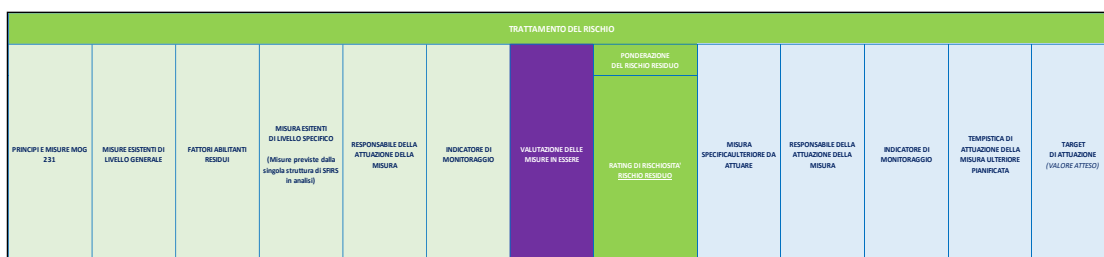 TRATTAMENTO DEL RISCHIO
PRINCIPI E MISURE MOG
231
MISURE ESISTENTI DI
LIVELLO GENERALE
FATTORI ABILITANTI
RESIDUI
MISURA ESITENTI
DI LIVELLO SPECIFICO
(Misure previste dalla
singola struttura di SFIRS
in analisi)
RESPONSABILE DELLA
ATTUAZIONE DELLA
MISURA
INDICATORE DI
MONITORAGGIO
VALUTAZIONE DELLE
MISURE IN ESSERE
PONDERAZIONE
DEL RISCHIO RESIDUO
RATING DI RISCHIOSITA'
RISCHIO RESIDUO
MISURA
SPECIFICAULTERIORE DA
ATTUARE
RESPONSABILE DELLA
ATTUAZIONE DELLA
MISURA
INDICATORE DI
MONITORAGGIO
TEMPISTICA DI
ATTUAZIONE DELLA
MISURA ULTERIORE
PIANIFICATA
TARGET
DI ATTUAZIONE
(VALORE ATTESO)